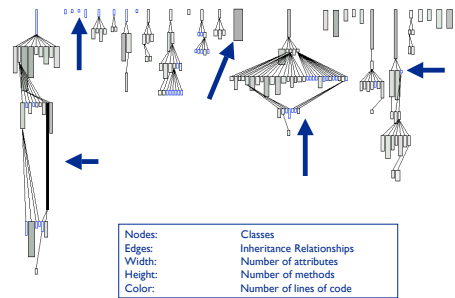 Nodes: Classes
Edges: Inheritance Relationships
Width: Number of attributes
Height: Number of methods
Color: Number of lines of code